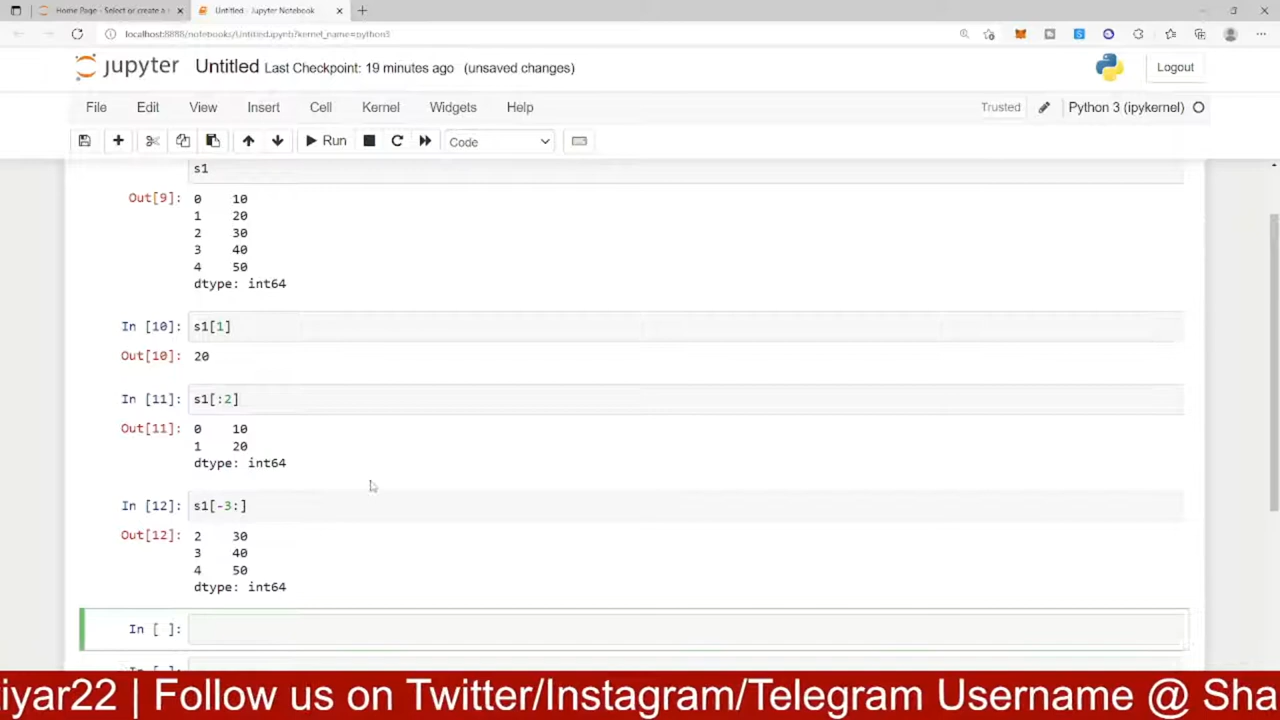 Home Page - Select or create a
Untitled - Jupyter Notebook
localhost:8888/notebooks/Untitled.ipynb?kernel_name=python3
jupyter Untitled Last Checkpoint: 19 minutes ago (unsaved changes)
Logout
File Edit View Insert Cell Kernel Widgets Help
Trusted
Python 3 (ipykernel)
Run
Code
s1
Out[9]: 0 10
1 20
2 30
3 40
4 50
dtype: int64
In [10]: s1[1]
Out[10]: 20
In [11]: s1[:2]
Out[11]: 0 10
1 20
dtype: int64
In [12]: s1[-3:]
Out[12]: 2 30
3 40
4 50
dtype: int64
In [ ]:
iyar22 | Follow us on Twitter/Instagram/Telegram Username @ Sha